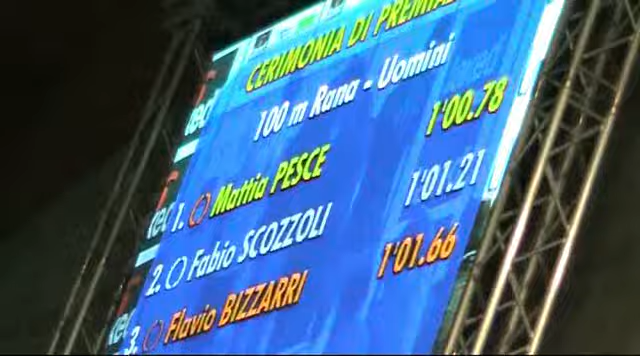 CERIMONIA DI PREMIAZ
100 m Rana - Uomini
1. Mattia PESCE 1'00.78
2. Fabio SCOZZOLI 1'01.21
3. Flavio BIZZARRI 1'01.66